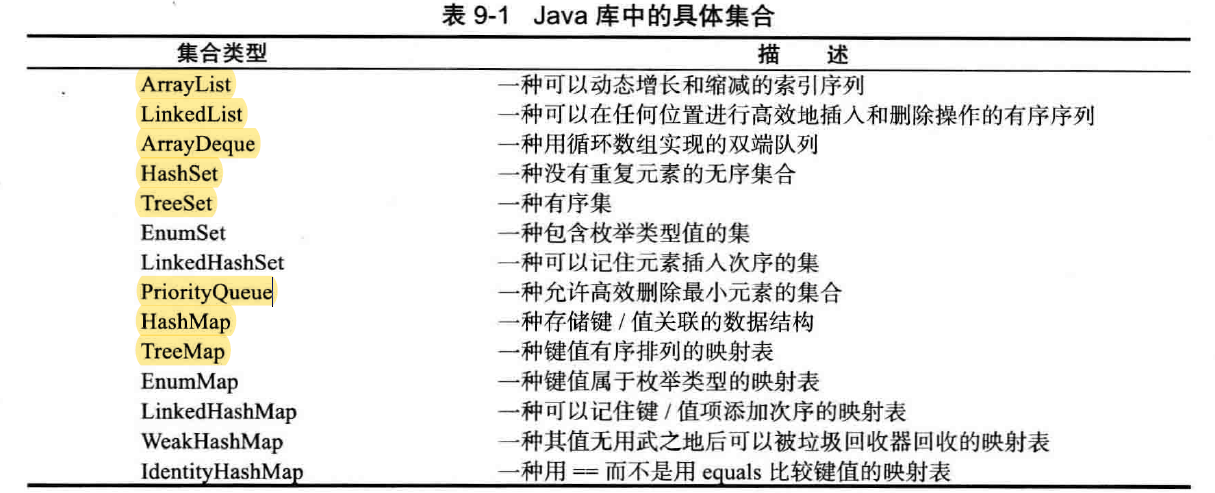 表 9-1 Java 库中的具体集合
集合类型 描 述
ArrayList 一种可以动态增长和缩减的索引序列
LinkedList 一种可以在任何位置进行高效地插入和删除操作的有序序列
ArrayDeque 一种用循环数组实现的双端队列
HashSet 一种没有重复元素的无序集合
TreeSet 一种有序集
EnumSet 一种包含枚举类型值的集
LinkedHashSet 一种可以记住元素插入次序的集
PriorityQueue 一种允许高效删除最小元素的集合
HashMap 一种存储键 / 值关联的数据结构
TreeMap 一种键值有序排列的映射表
EnumMap 一种键值属于枚举类型的映射表
LinkedHashMap 一种可以记住键 / 值项添加次序的映射表
WeakHashMap 一种其值无用武之地后可以被垃圾回收器回收的映射表
IdentityHashMap 一种用 == 而不是用 equals 比较键值的映射表